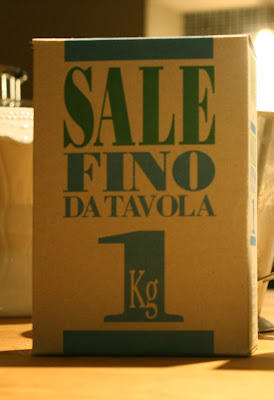 SALE
FINO
DA TAVOLA
1
Kg